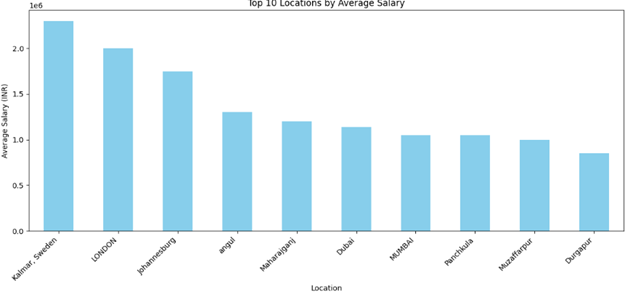 Top 10 Locations by Average Salary
1e6
2.0
1.5
1.0
0.5
0.0
Average Salary (INR)
Kalmar, Sweden
LONDON
Johannesburg
angul
Maharajganj
Dubai
MUMBAI
Panchkula
Muzaffarpur
Durgapur
Location